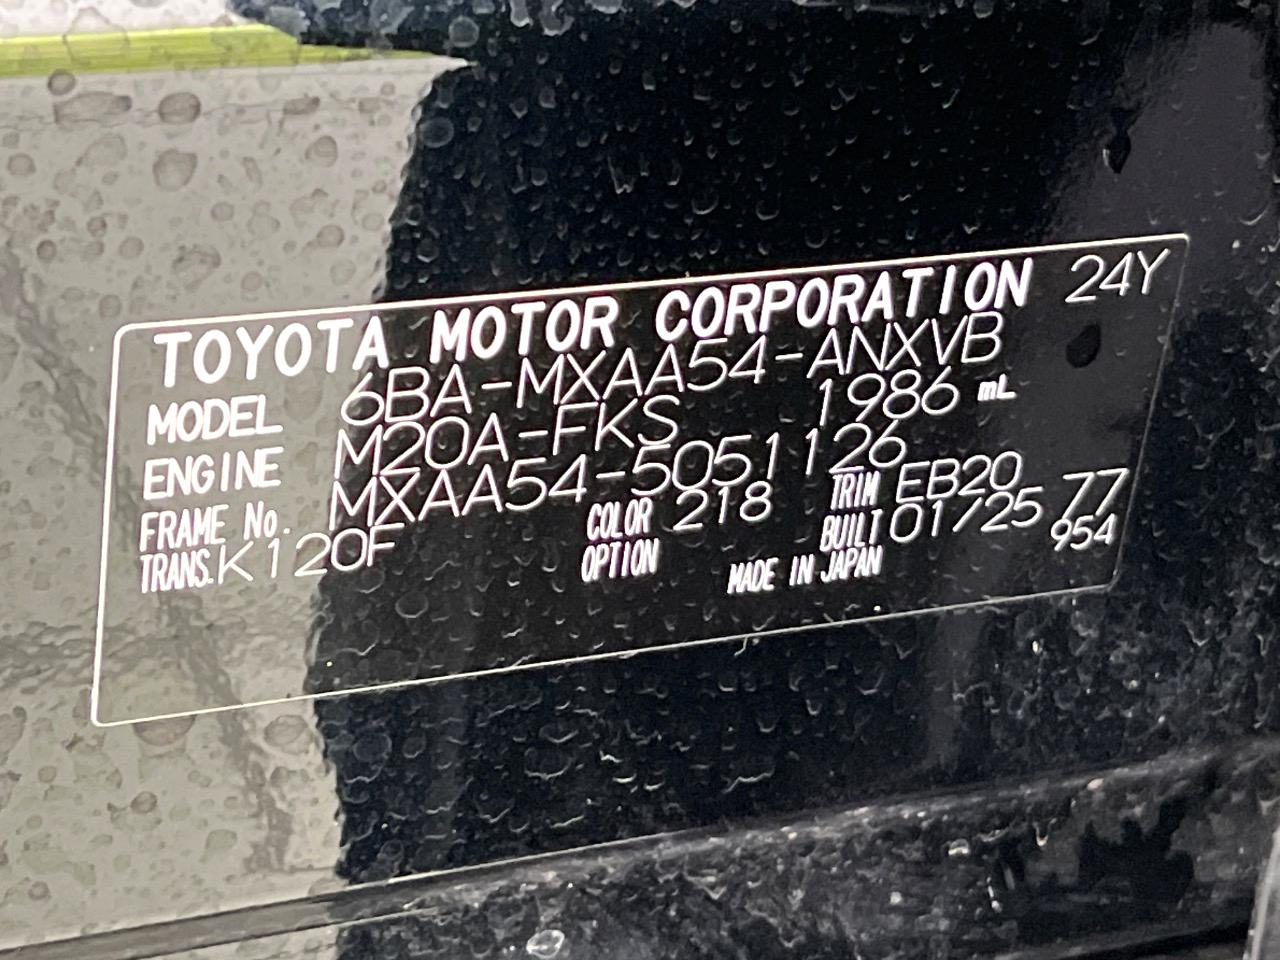 TOYOTA MOTOR CORPORATION 24Y
MODEL 6BA-MXAA54-ANXVB
ENGINE M20A-FKS 1986 mL
FRAME No. MXAA54-5051126
TRANS. K120F COLOR 218 TRIM EB20 77
OPTION BUILT 01/25 954
MADE IN JAPAN